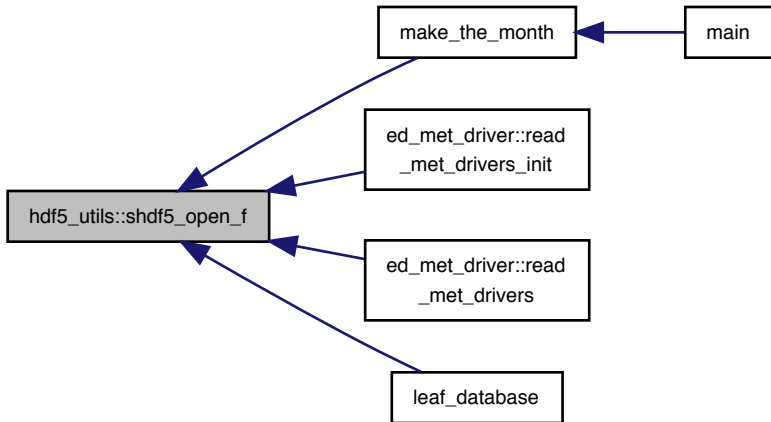 make_the_month
main
ed_met_driver::read
_met_drivers_init
hdf5_utils::shdf5_open_f
ed_met_driver::read
_met_drivers
leaf_database